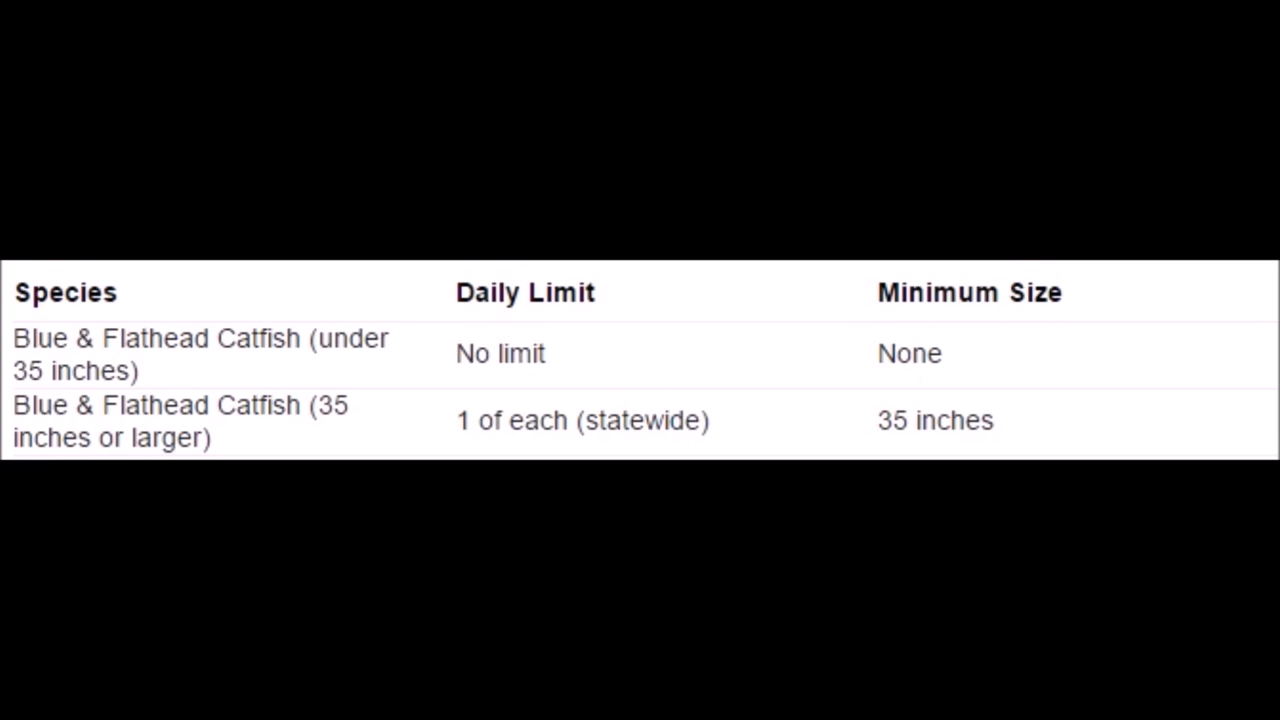 Species Daily Limit Minimum Size
Blue & Flathead Catfish (under
35 inches) No limit None
Blue & Flathead Catfish (35
inches or larger) 1 of each (statewide) 35 inches